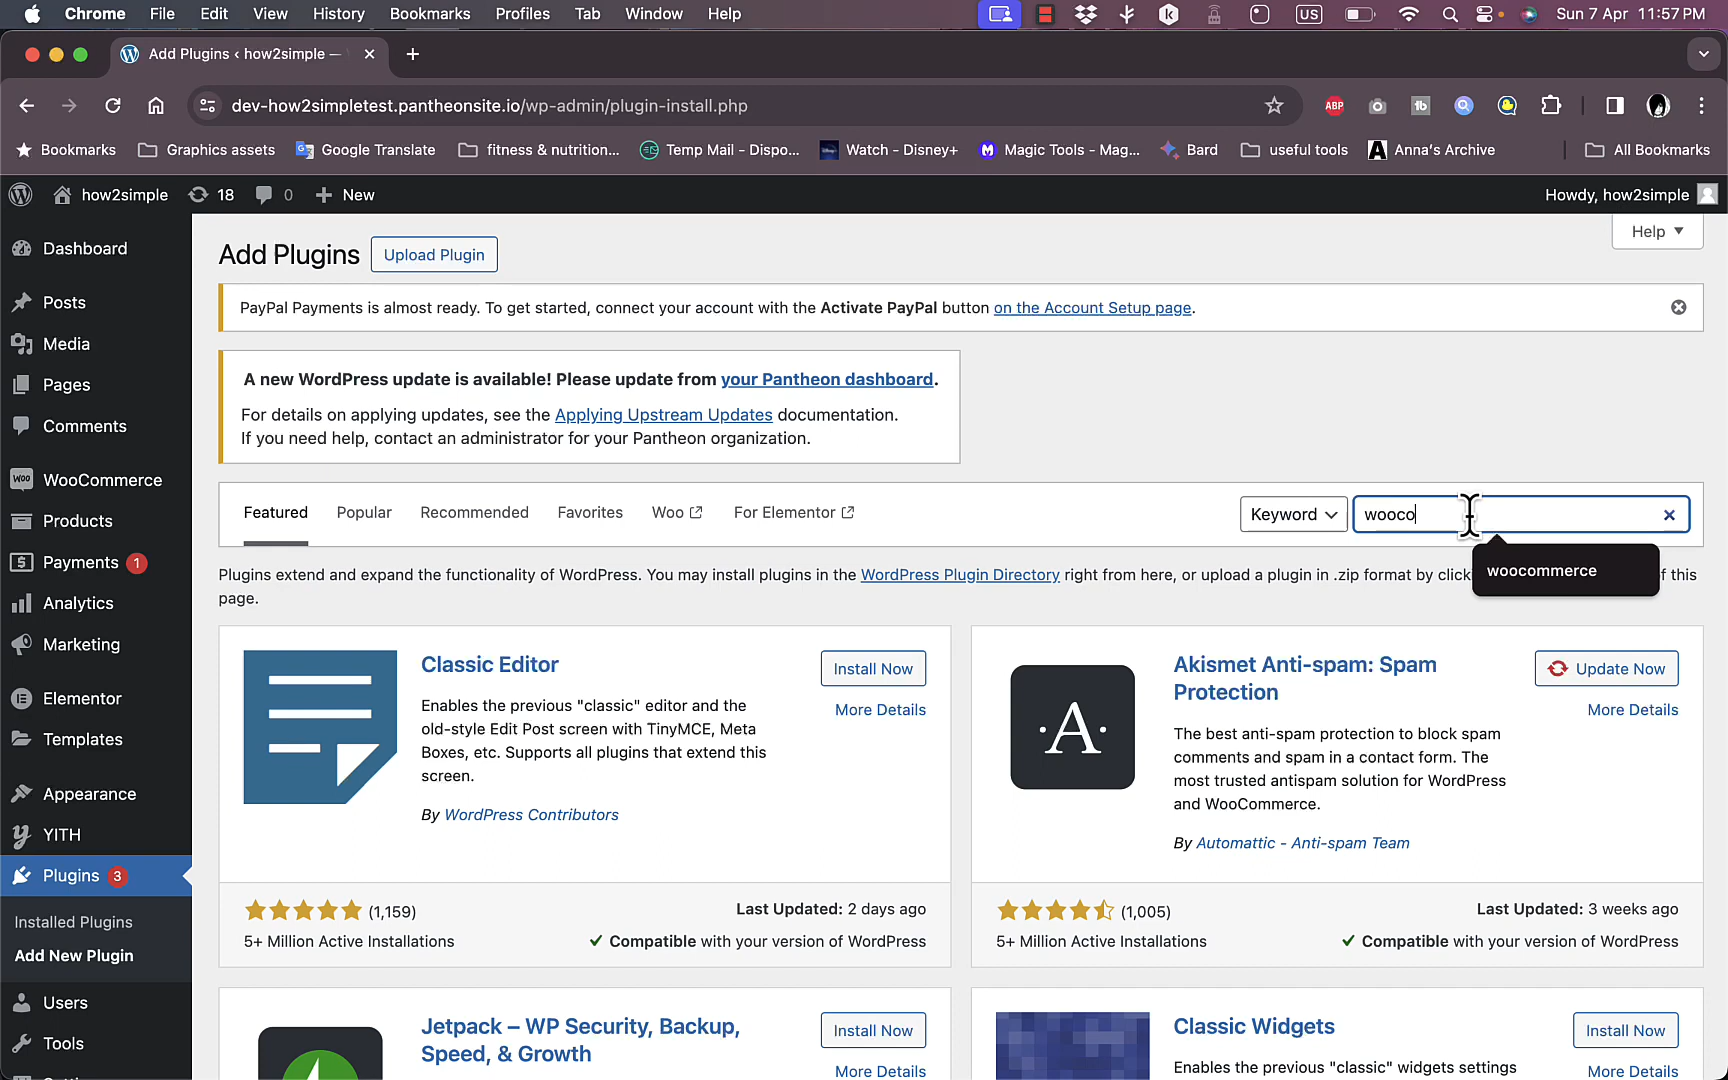 Chrome File Edit View History Bookmarks Profiles Tab Window Help US Sun 7 Apr 11:57 PM
Add Plugins ‹ how2simple —
dev-how2simpletest.pantheonsite.io/wp-admin/plugin-install.php ABP tb
Bookmarks Graphics assets Google Translate fitness & nutrition... Temp Mail - Dispo... Watch - Disney+ Magic Tools - Mag... Bard useful tools Anna's Archive All Bookmarks
how2simple 18 0 New Howdy, how2simple
Dashboard
Posts
Media
Pages
Comments
Woo WooCommerce
Products
Payments 1
Analytics
Marketing
Elementor
Templates
Appearance
YITH
Plugins 3
Installed Plugins
Add New Plugin
Users
Tools
Help
Add Plugins Upload Plugin
PayPal Payments is almost ready. To get started, connect your account with the Activate PayPal button on the Account Setup page.
A new WordPress update is available! Please update from your Pantheon dashboard.
For details on applying updates, see the Applying Upstream Updates documentation.
If you need help, contact an administrator for your Pantheon organization.
Featured Popular Recommended Favorites Woo For Elementor Keyword wooco
woocommerce
Plugins extend and expand the functionality of WordPress. You may install plugins in the WordPress Plugin Directory right from here, or upload a plugin in .zip format by click f this
page.
Classic Editor
Install Now
More Details
Enables the previous "classic" editor and the
old-style Edit Post screen with TinyMCE, Meta
Boxes, etc. Supports all plugins that extend this
screen.
By WordPress Contributors
(1,159)
Last Updated: 2 days ago
5+ Million Active Installations
Compatible with your version of WordPress
A
Akismet Anti-spam: Spam
Protection
Update Now
More Details
The best anti-spam protection to block spam
comments and spam in a contact form. The
most trusted antispam solution for WordPress
and WooCommerce.
By Automattic - Anti-spam Team
(1,005)
Last Updated: 3 weeks ago
5+ Million Active Installations
Compatible with your version of WordPress
Jetpack – WP Security, Backup,
Speed, & Growth
Install Now
More Details
Classic Widgets
Install Now
Enables the previous "classic" widgets settings
More Details